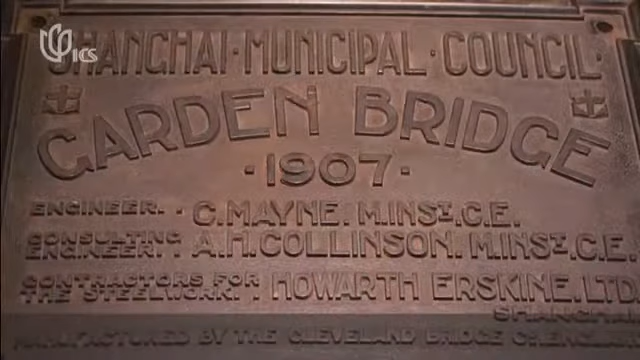 ICS
SHANGHAI · MUNICIPAL · COUNCIL ·
GARDEN BRIDGE
· 1907 ·
ENGINEER. . C. MAYNE. M.INST.C.E.
CONSULTING
ENGINEER. . A.H. COLLINSON. M.INST.C.E.
CONTRACTORS FOR
THE STEELWORK. . HOWARTH ERSKINE. LTD
SHANGHAI
MANUFACTURED BY THE CLEVELAND BRIDGE